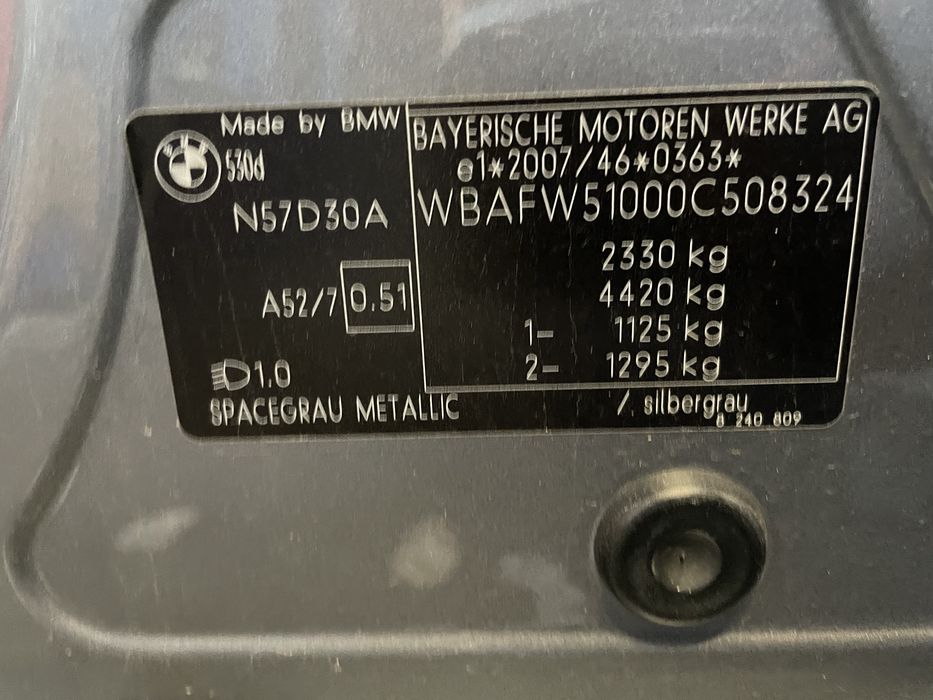 Made by BMW
530d
N57D30A
A52/7 0.51
1.0
SPACEGRAU METALLIC
BAYERISCHE MOTOREN WERKE AG
e1*2007/46*0363*
WBAFW51000C508324
2330 kg
4420 kg
1- 1125 kg
2- 1295 kg
/. silbergrau
8 240 809